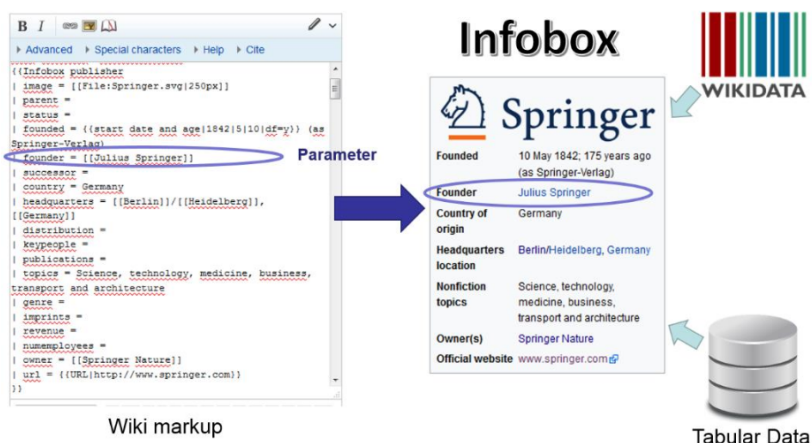 B I
Advanced Special characters Help Cite
{{Infobox publisher
| image = [[File:Springer.svg|250px]]
| parent =
| status =
| founded = {{start date and age|1842|5|10|df=y}} (as
Springer-Verlag)
| founder = [[Julius Springer]]
| successor =
| country = Germany
| headquarters = [[Berlin]]/[[Heidelberg]],
[[Germany]]
| distribution =
| keypeople =
| publications =
| topics = Science, technology, medicine, business,
transport and architecture
| genre =
| imprints =
| revenue =
| numemployees =
| owner = [[Springer Nature]]
| url = {{URL|http://www.springer.com}}
}}
Wiki markup
Parameter
Infobox
Springer
Founded 10 May 1842; 175 years ago
(as Springer-Verlag)
Founder Julius Springer
Country of Germany
origin
Headquarters Berlin/Heidelberg, Germany
location
Nonfiction Science, technology,
topics medicine, business,
transport and architecture
Owner(s) Springer Nature
Official website www.springer.com
WIKIDATA
Tabular Data